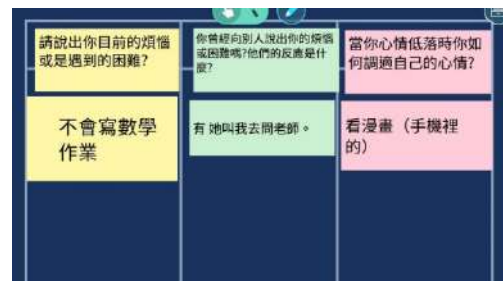 請說出你目前的煩惱
或是遇到的困難?
你曾經向別人說出你的煩惱
或困難嗎?他們的反應是什
麼?
當你心情低落時你如
何調適自己的心情?
不會寫數學
作業
有 她叫我去問老師。
看漫畫（手機裡
的）